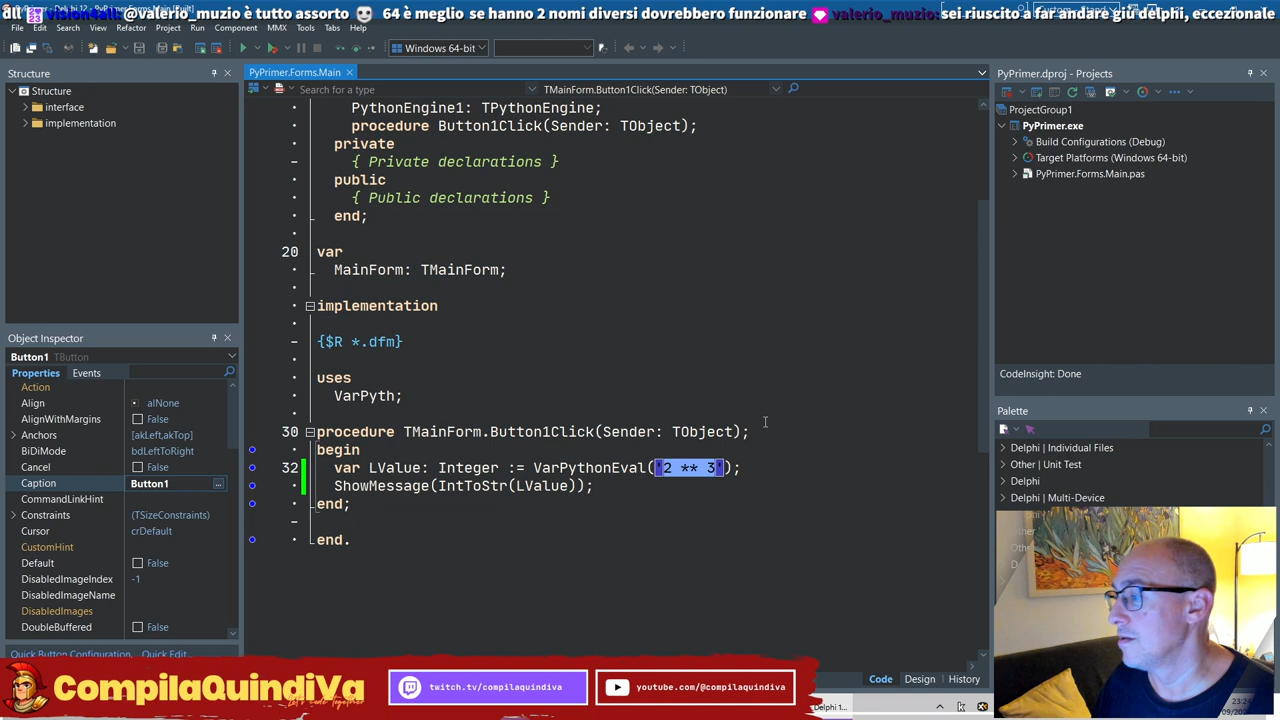 dll vision4all: @valerio_muzio è tutto assorto 64 è meglio se hanno 2 nomi diversi dovrebbero funzionare valerio_muzio: sei riuscito a far andare giù delphi, eccezionale
File Edit Search View Refactor Project Run Component MMX Tools Tabs Help
Windows 64-bit
Structure
Structure
interface
implementation
Object Inspector
Button1 TButton
Properties Events
Action
Align alNone
AlignWithMargins False
Anchors [akLeft,akTop]
BiDiMode bdLeftToRight
Cancel False
Caption Button1 ...
CommandLinkHint
Constraints (TSizeConstraints)
Cursor crDefault
CustomHint
Default False
DisabledImageIndex -1
DisabledImageName
DisabledImages
DoubleBuffered False
Quick Button Configuration, Quick Edit...
PyPrimer.Forms.Main
Search for a type TMainForm.Button1Click(Sender: TObject)
PythonEngine1: TPythonEngine;
procedure Button1Click(Sender: TObject);
private
{ Private declarations }
public
{ Public declarations }
end;
20 var
MainForm: TMainForm;
implementation
{$R *.dfm}
uses
VarPyth;
30 procedure TMainForm.Button1Click(Sender: TObject);
begin
32 var LValue: Integer := VarPythonEval('2 ** 3');
ShowMessage(IntToStr(LValue));
end;
end.
Code Design History
PyPrimer.dproj - Projects
ProjectGroup1
PyPrimer.exe
Build Configurations (Debug)
Target Platforms (Windows 64-bit)
PyPrimer.Forms.Main.pas
CodeInsight: Done
Palette
Delphi | Individual Files
Other | Unit Test
Delphi
Delphi | Multi-Device
CompilaQuindiVa
Let's code Together
twitch.tv/compilaquindiva
youtube.com/@compilaquindiva
Delphi 1...